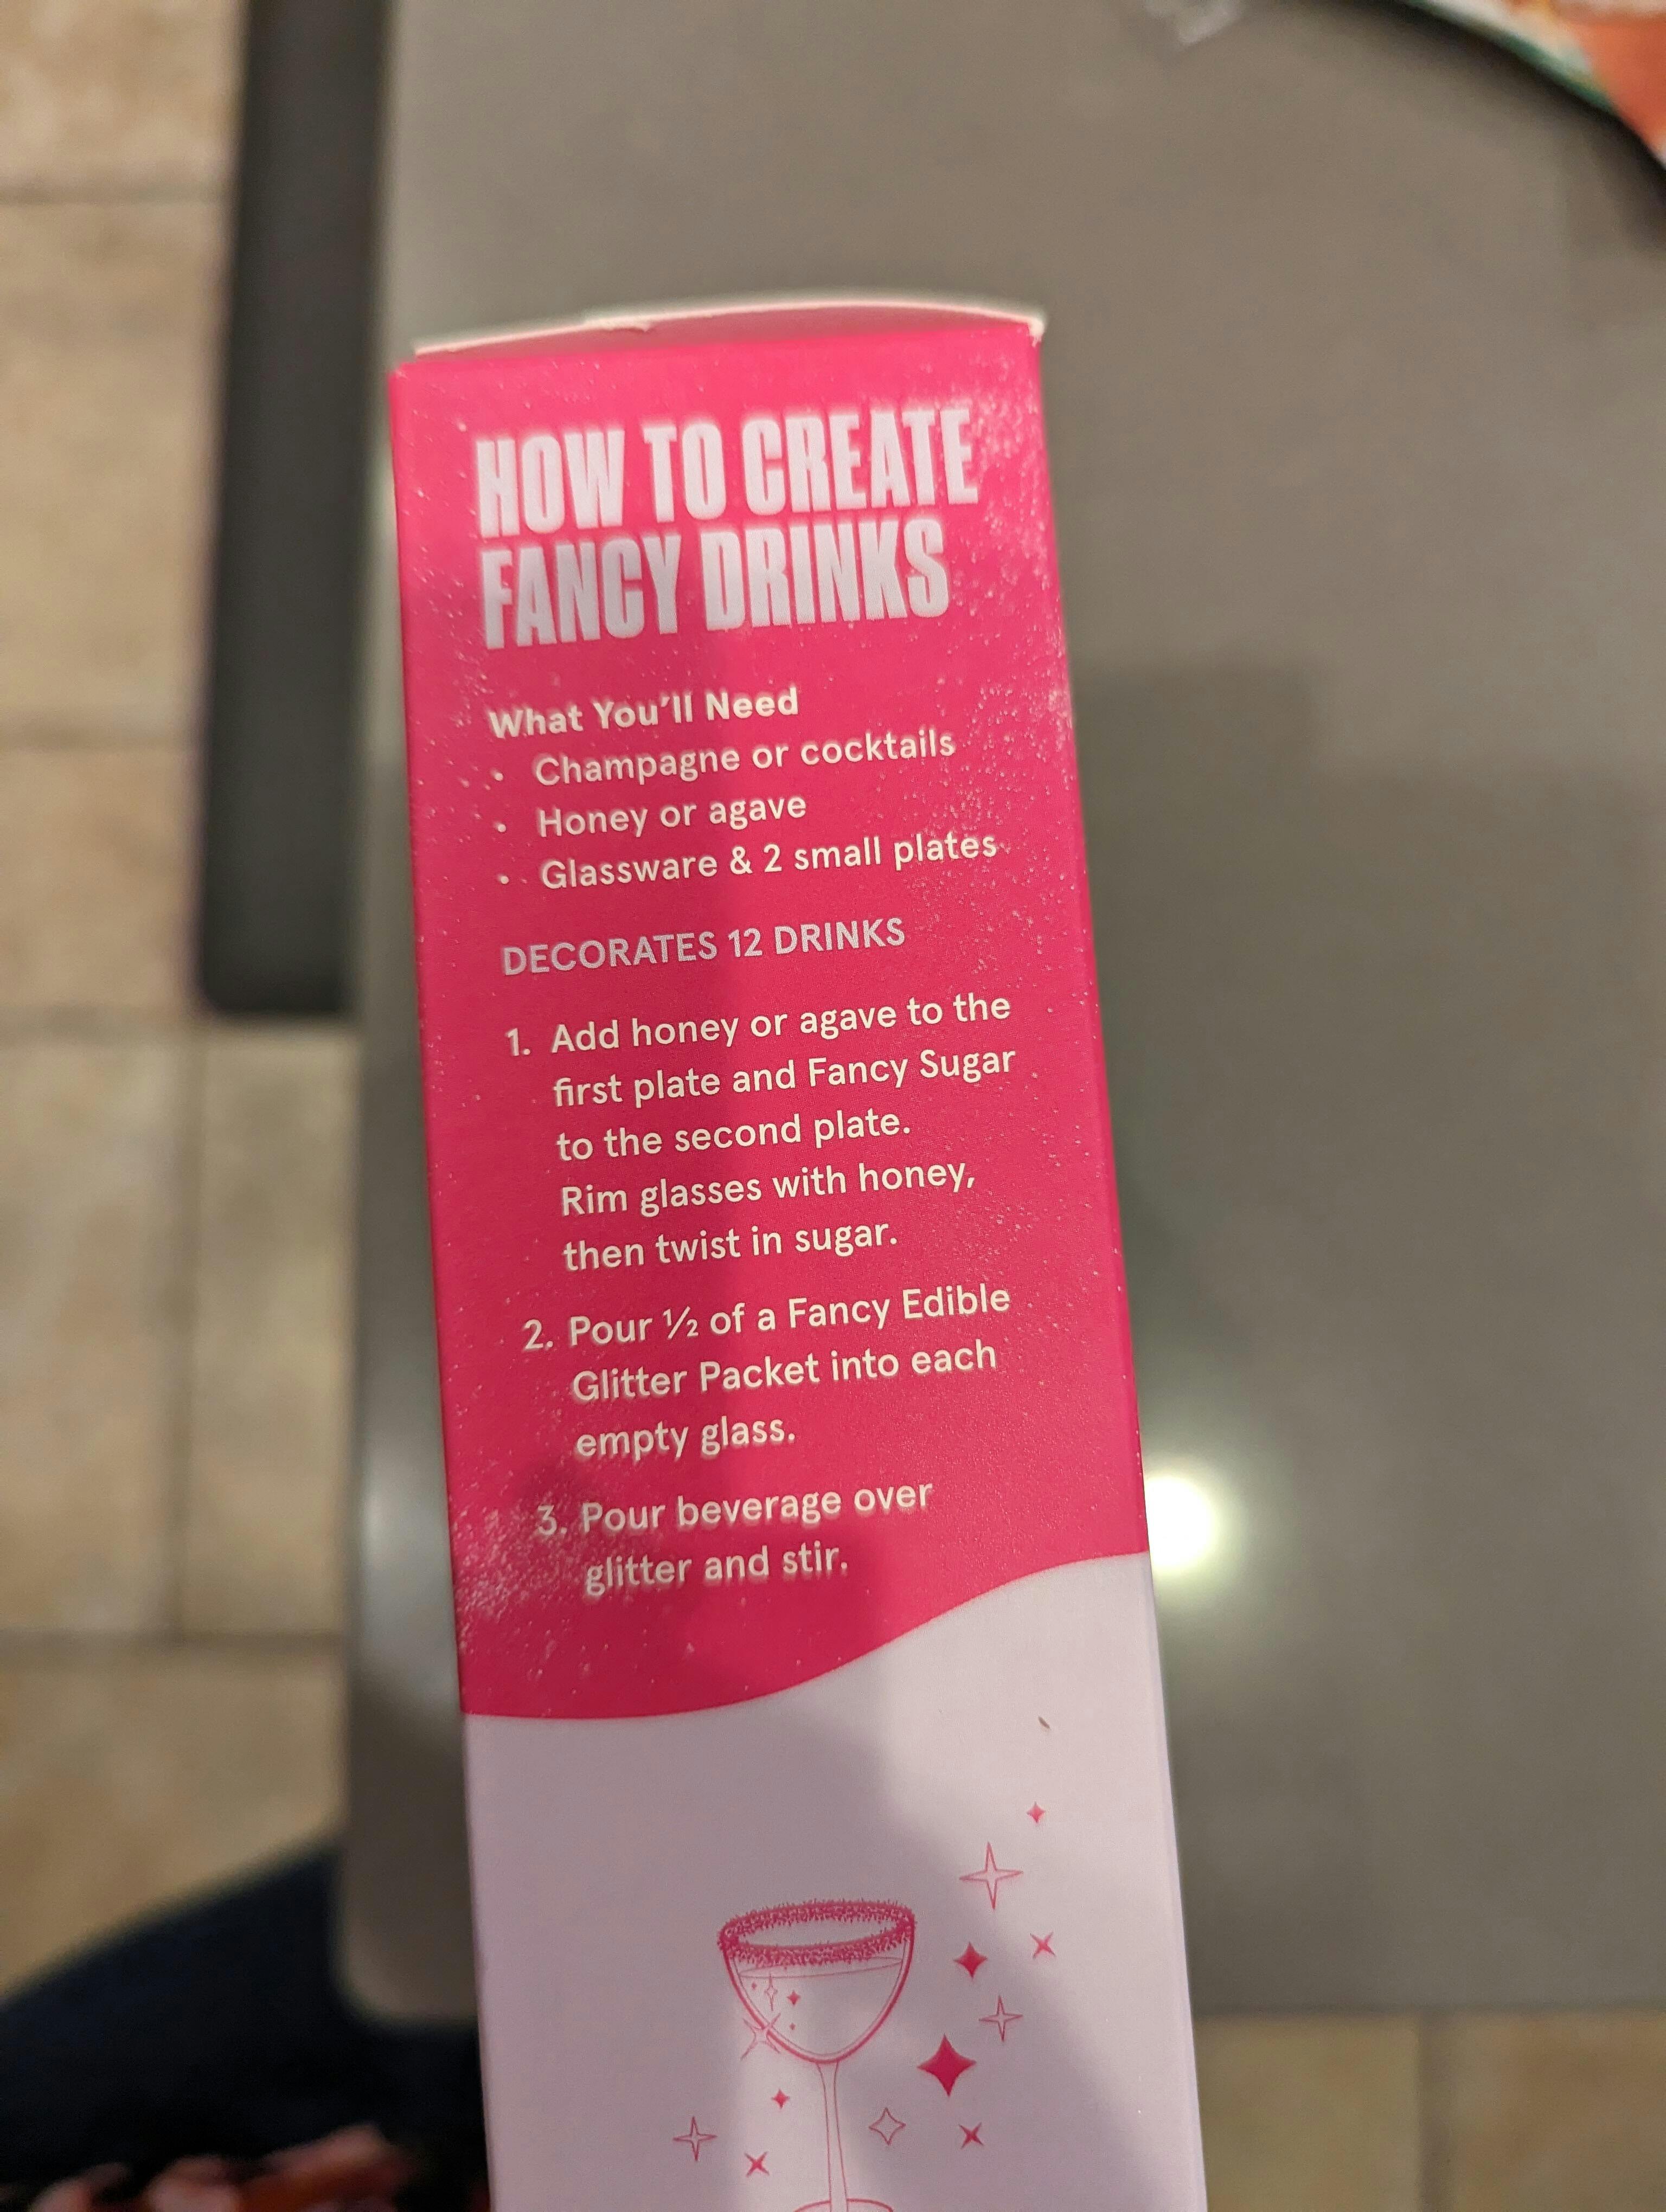 HOW TO CREATE
FANCY DRINKS
What You'll Need
• Champagne or cocktails
• Honey or agave
• Glassware & 2 small plates
DECORATES 12 DRINKS
1. Add honey or agave to the
first plate and Fancy Sugar
to the second plate.
Rim glasses with honey,
then twist in sugar.
2. Pour ½ of a Fancy Edible
Glitter Packet into each
empty glass.
3. Pour beverage over
glitter and stir.